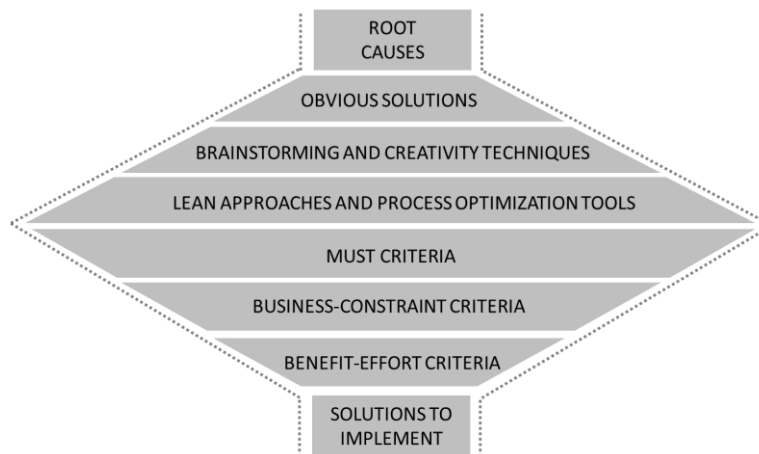 ROOT
CAUSES
OBVIOUS SOLUTIONS
BRAINSTORMING AND CREATIVITY TECHNIQUES
LEAN APPROACHES AND PROCESS OPTIMIZATION TOOLS
MUST CRITERIA
BUSINESS-CONSTRAINT CRITERIA
BENEFIT-EFFORT CRITERIA
SOLUTIONS TO
IMPLEMENT